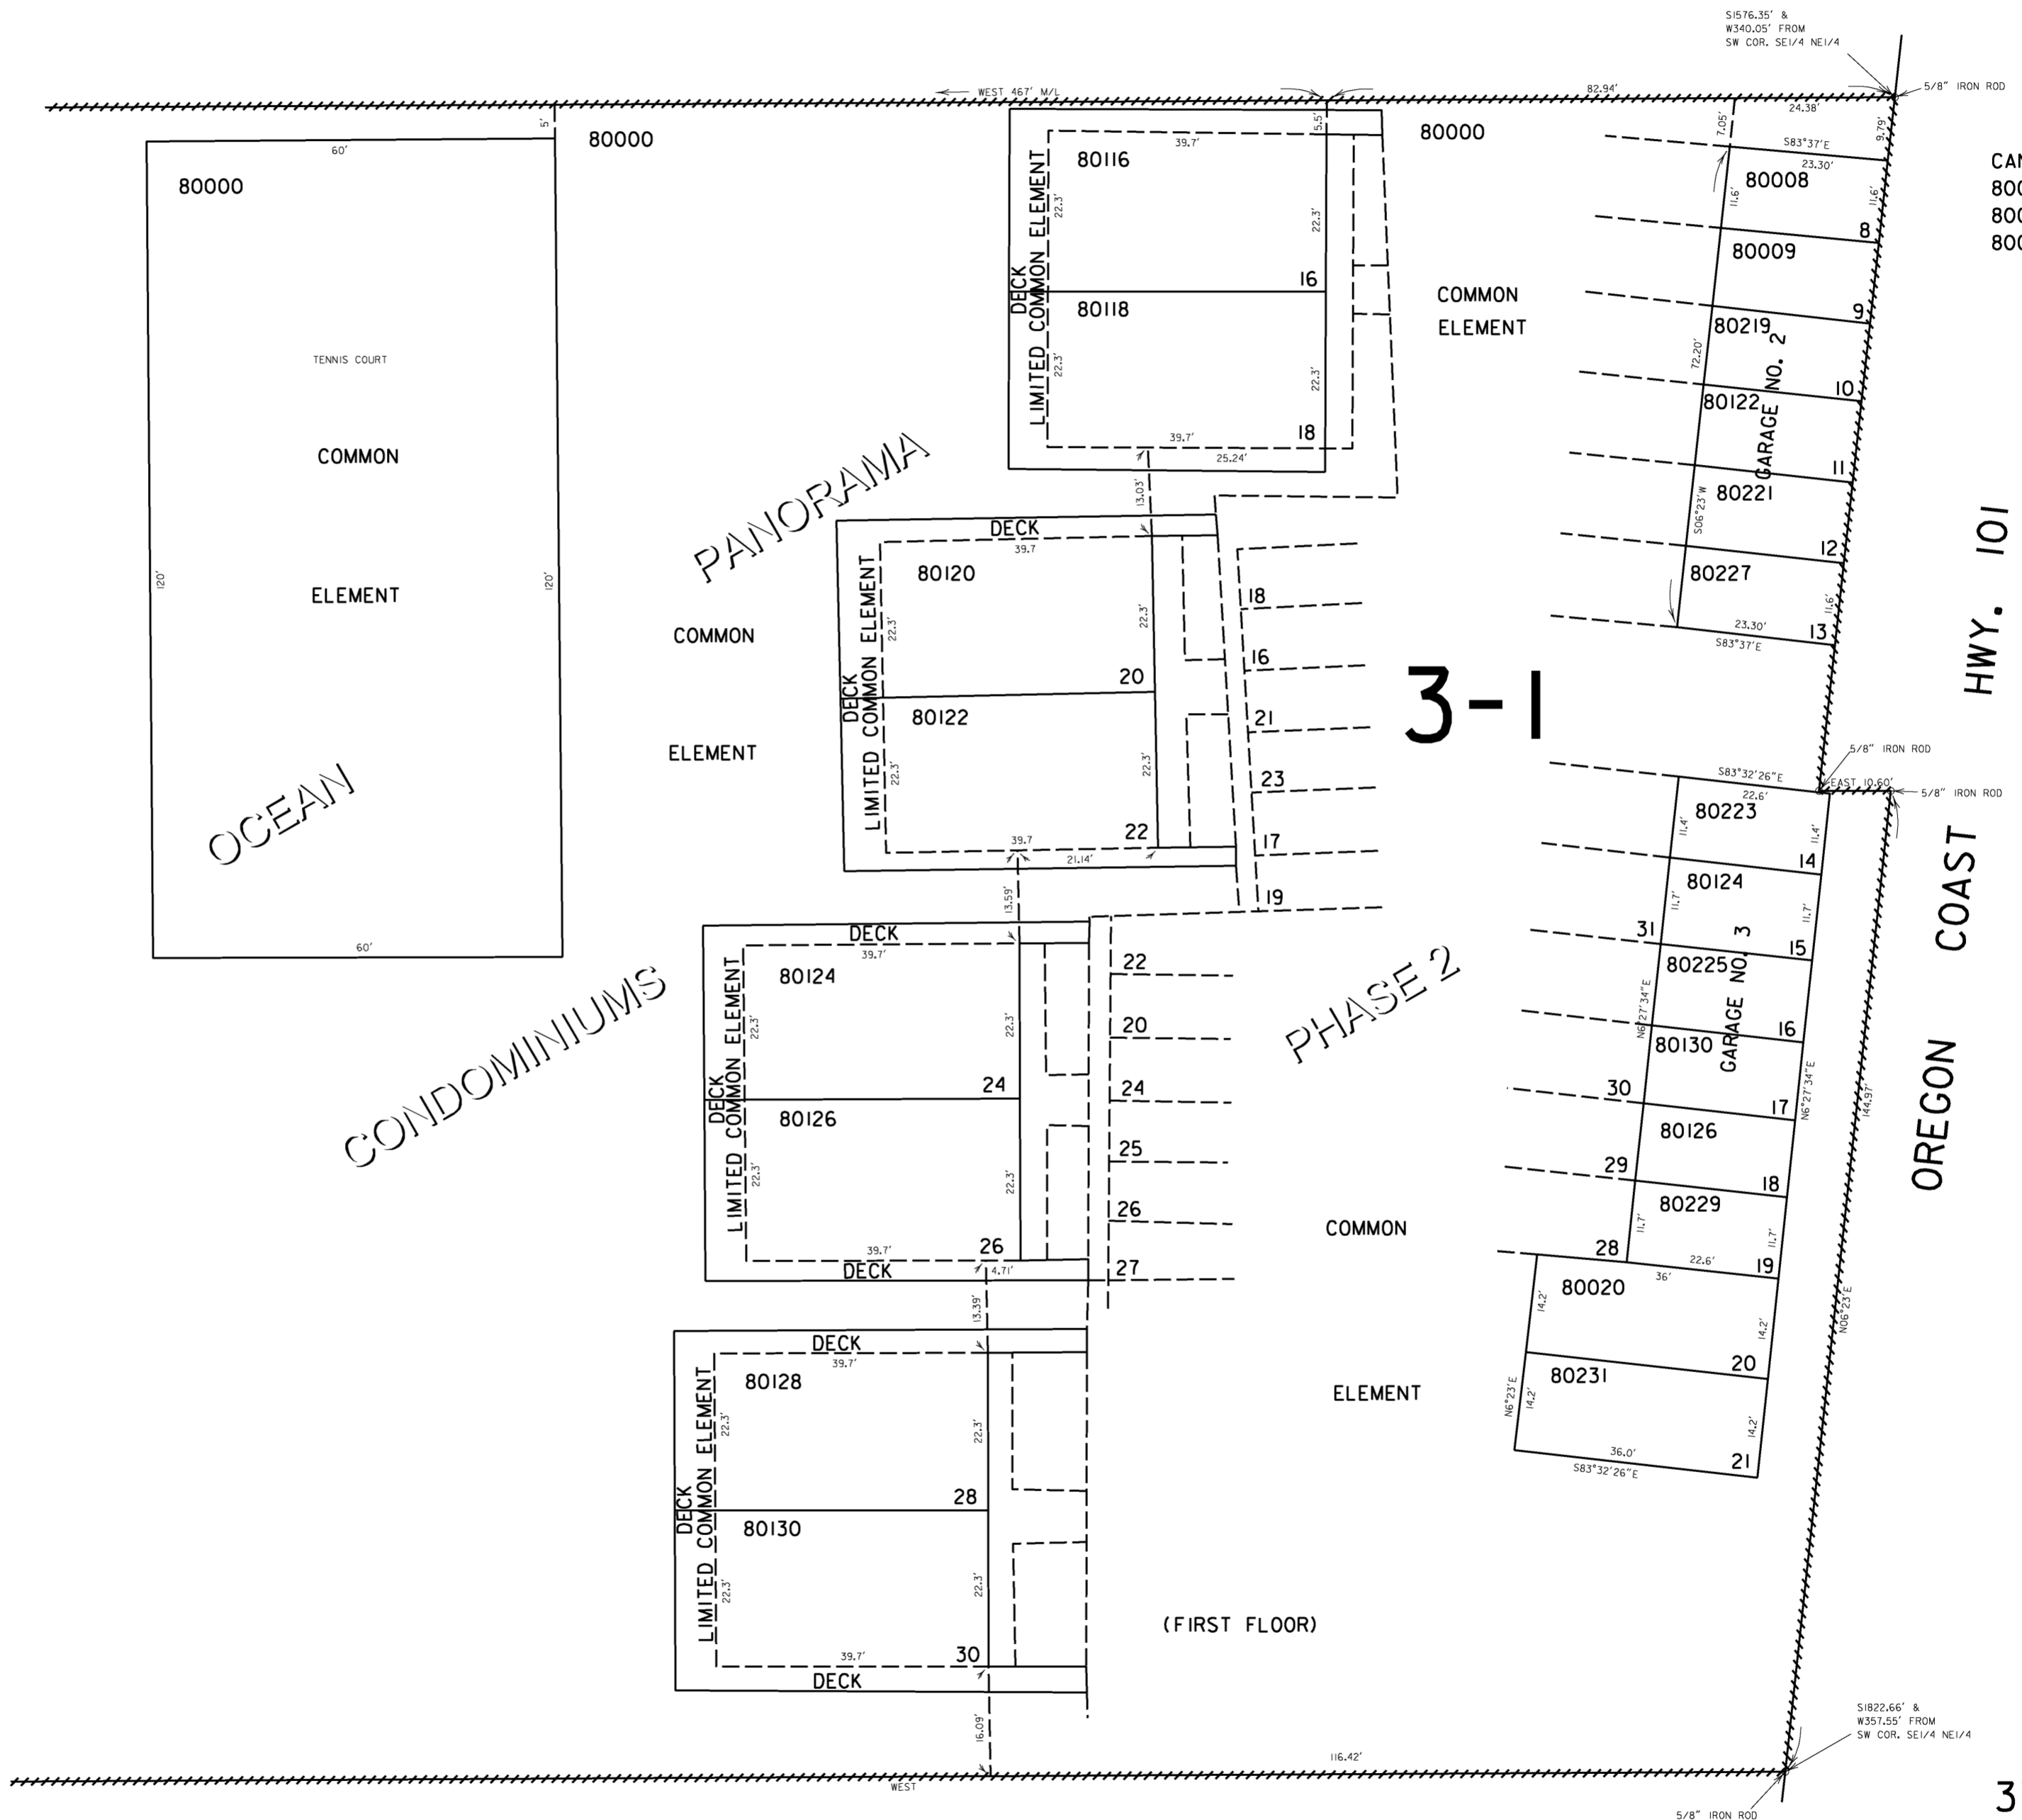 S1576.35' &
W340.05' FROM
SW COR. SE1/4 NE1/4
5/8" IRON ROD
WEST 467' M/L
82.94'
24.38'
5'
5.5'
7.05'
9.79'
80000
60'
80000
TENNIS COURT
COMMON
ELEMENT
120'
120'
60'
OCEAN
PANORAMA
CONDOMINIUMS
PHASE 2
COMMON
ELEMENT
80000
COMMON
ELEMENT
DECK
LIMITED COMMON ELEMENT
39.7'
80116
22.3'
22.3'
16
80118
22.3'
22.3'
39.7'
18
25.24'
13.03'
DECK
39.7
DECK
LIMITED COMMON ELEMENT
80120
22.3'
22.3'
20
80122
22.3'
22.3'
22
39.7
21.14'
13.59'
18
16
21
23
17
19
DECK
39.7'
DECK
LIMITED COMMON ELEMENT
80124
22.3'
22.3'
24
80126
22.3'
22.3'
39.7'
26
DECK
4.71'
13.39'
22
20
24
25
26
27
DECK
39.7'
DECK
LIMITED COMMON ELEMENT
80128
22.3'
22.3'
28
80130
22.3'
22.3'
39.7'
30
DECK
16.09'
(FIRST FLOOR)
COMMON
ELEMENT
3-1
S83°37'E
23.30'
80008
11.6'
11.6'
8
80009
9
80219
10
72.20'
GARAGE NO. 2
80122
11
80221
12
S06°23'W
80227
11.6'
23.30'
13
S83°37'E
5/8" IRON ROD
EAST 10.60'
5/8" IRON ROD
S83°32'26"E
22.6'
80223
11.4'
11.4'
14
80124
11.7'
11.7'
31
15
80225
GARAGE NO. 3
N6°27'34"E
16
80130
30
17
N6°27'34"E
80126
29
18
80229
11.7'
11.7'
28
22.6'
19
36'
80020
14.2'
14.2'
20
80231
N6°23'E
14.2'
14.2'
36.0'
21
S83°32'26"E
144.97'
N06°23'E
OREGON COAST HWY. 101
CAN
800
800
800
S1822.66' &
W357.55' FROM
SW COR. SE1/4 NE1/4
116.42'
WEST
5/8" IRON ROD
3